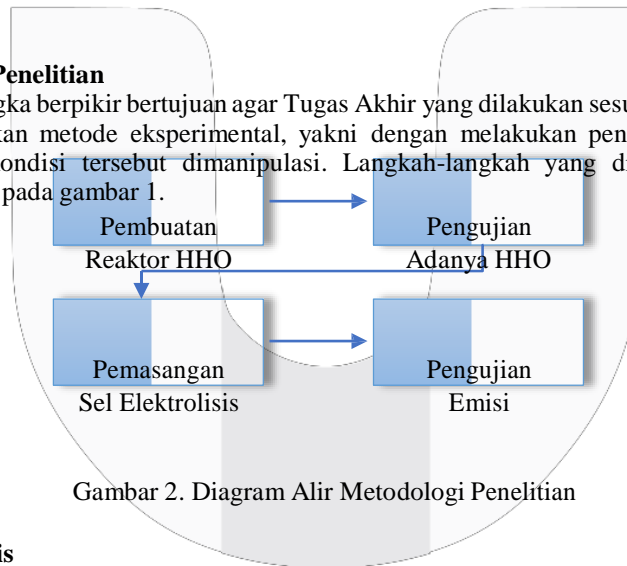 Penelitian
gka berpikir bertujuan agar Tugas Akhir yang dilakukan sesu
kan metode eksperimental, yakni dengan melakukan pen
ondisi tersebut dimanipulasi. Langkah-langkah yang di
pada gambar 1.
Pembuatan
Reaktor HHO
Pengujian
Adanya HHO
Pemasangan
Sel Elektrolisis
Pengujian
Emisi
Gambar 2. Diagram Alir Metodologi Penelitian
is